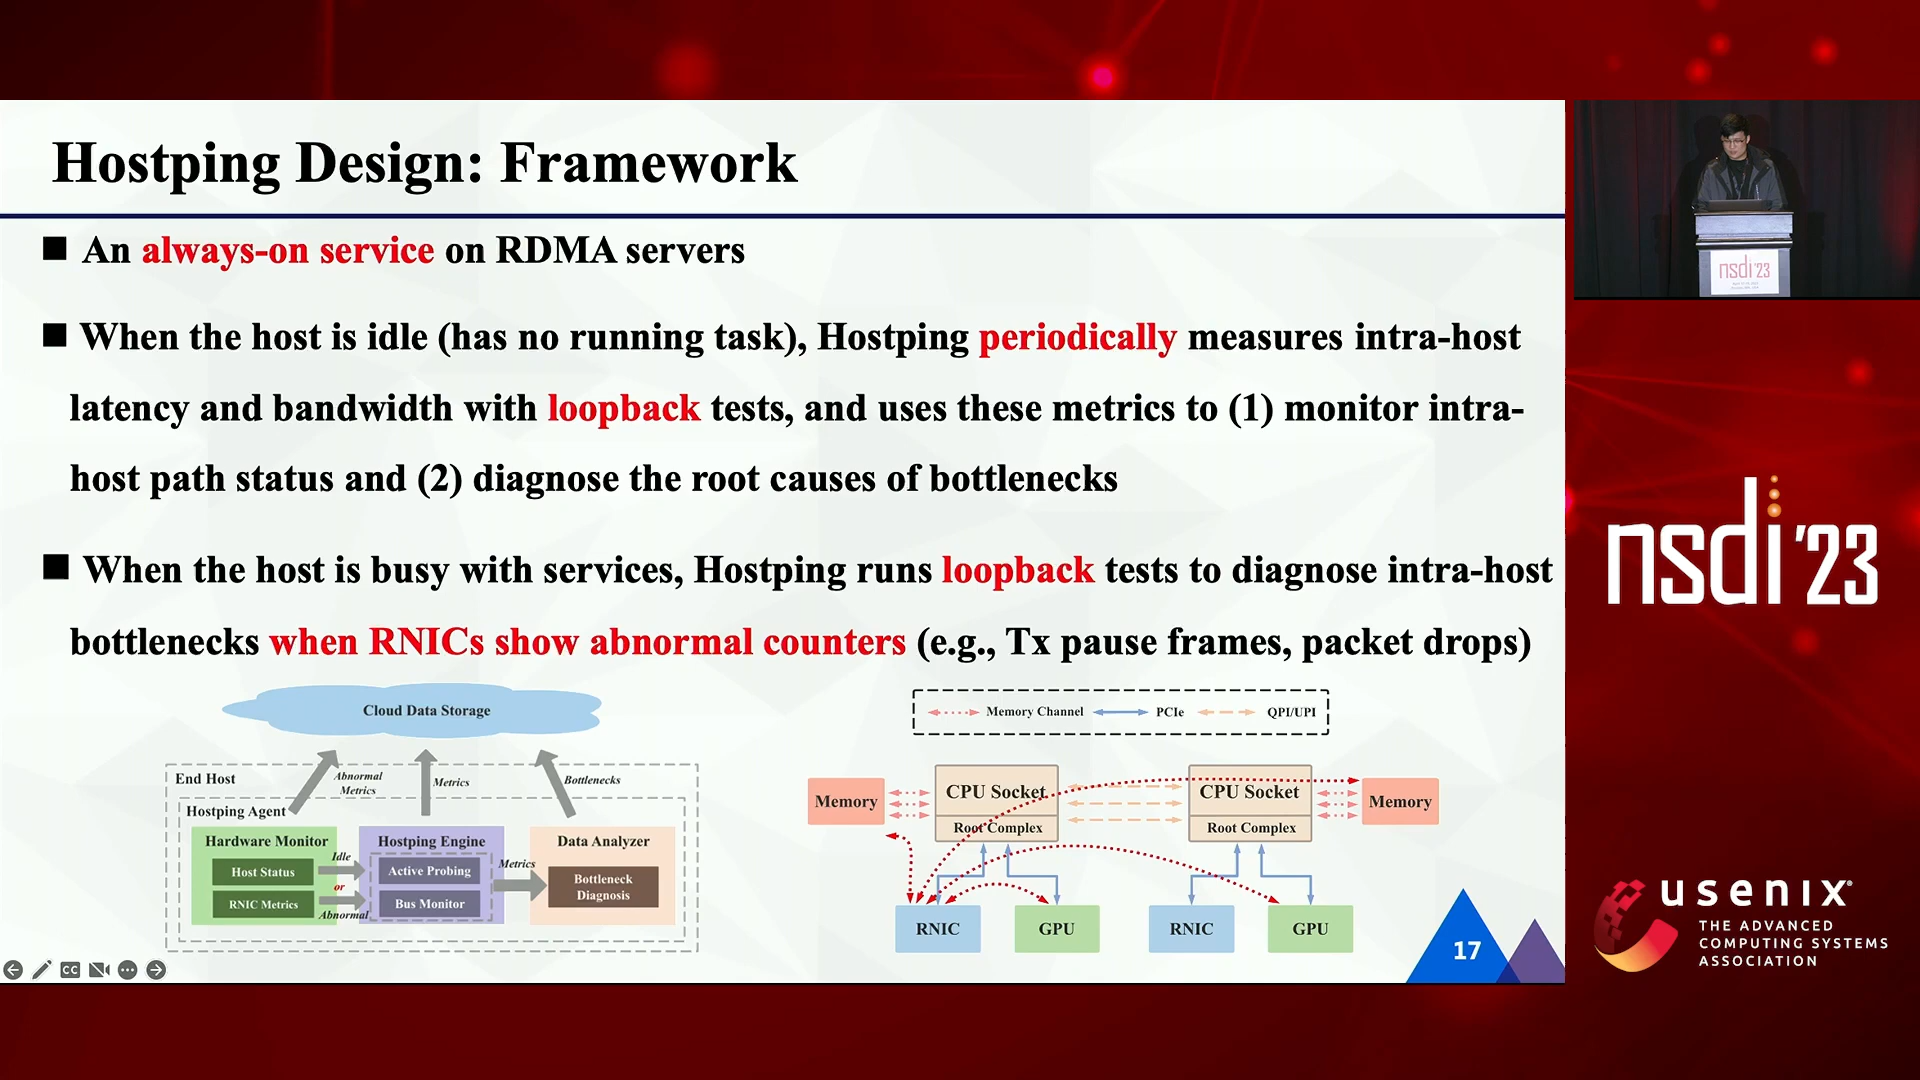 Hostping Design: Framework
An always-on service on RDMA servers
When the host is idle (has no running task), Hostping periodically measures intra-host
latency and bandwidth with loopback tests, and uses these metrics to (1) monitor intra-
host path status and (2) diagnose the root causes of bottlenecks
When the host is busy with services, Hostping runs loopback tests to diagnose intra-host
bottlenecks when RNICs show abnormal counters (e.g., Tx pause frames, packet drops)
Cloud Data Storage
End Host
Abnormal
Metrics
Metrics
Bottlenecks
Hostping Agent
Hardware Monitor
Host Status
RNIC Metrics
Idle
or
Abnormal
Hostping Engine
Active Probing
Bus Monitor
Metrics
Data Analyzer
Bottleneck
Diagnosis
Memory Channel
PCIe
QPI/UPI
Memory
CPU Socket
Root Complex
CPU Socket
Root Complex
Memory
RNIC
GPU
RNIC
GPU
17
CC
nsdi'23
nsdi'23
usenix
THE ADVANCED
COMPUTING SYSTEMS
ASSOCIATION